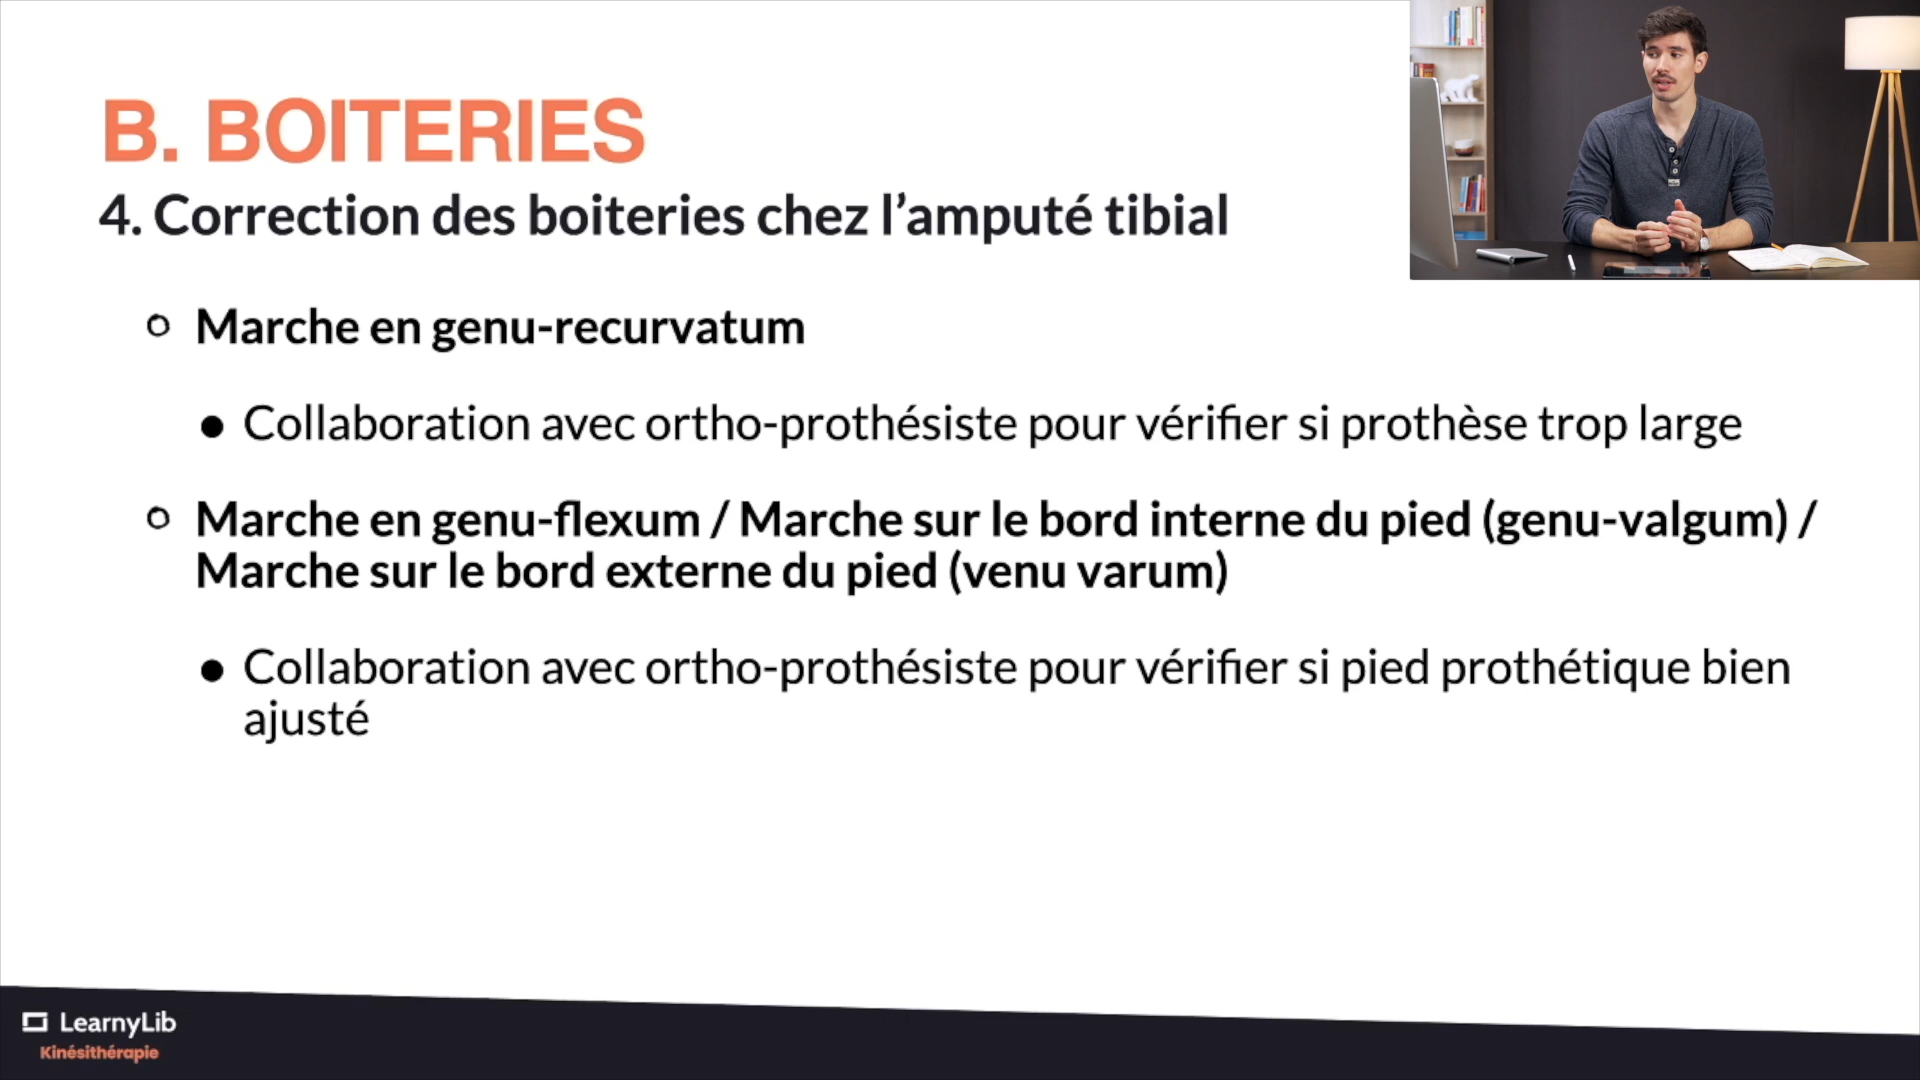 B. BOITERIES
4. Correction des boiteries chez l’amputé tibial
Marche en genu-recurvatum
Collaboration avec ortho-prothésiste pour vérifier si prothèse trop large
Marche en genu-flexum / Marche sur le bord interne du pied (genu-valgum) /
Marche sur le bord externe du pied (venu varum)
Collaboration avec ortho-prothésiste pour vérifier si pied prothétique bien
ajusté
LearnyLib
Kinésithérapie